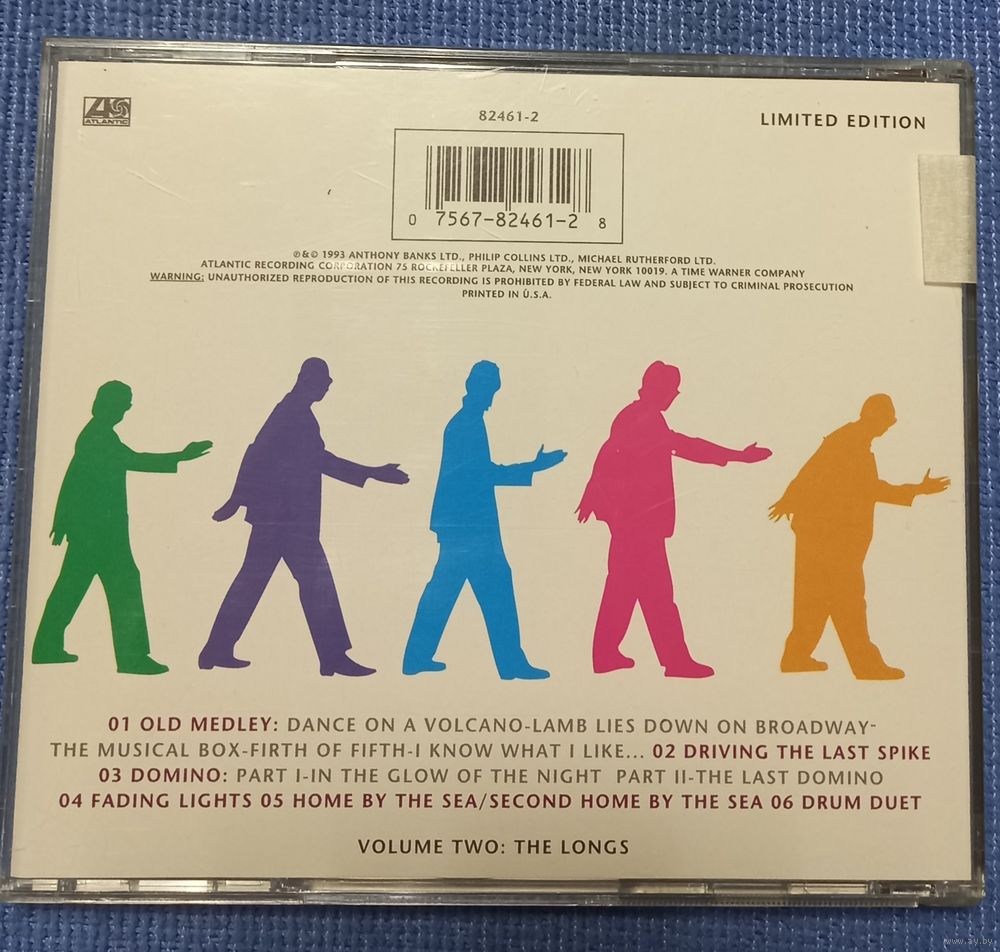 ATLANTIC
82461-2
LIMITED EDITION
0 7567-82461-2 8
℗&© 1993 ANTHONY BANKS LTD., PHILIP COLLINS LTD., MICHAEL RUTHERFORD LTD.
ATLANTIC RECORDING CORPORATION 75 ROCKEFELLER PLAZA, NEW YORK, NEW YORK 10019. A TIME WARNER COMPANY
WARNING: UNAUTHORIZED REPRODUCTION OF THIS RECORDING IS PROHIBITED BY FEDERAL LAW AND SUBJECT TO CRIMINAL PROSECUTION
PRINTED IN U.S.A.
01 OLD MEDLEY: DANCE ON A VOLCANO-LAMB LIES DOWN ON BROADWAY-
THE MUSICAL BOX-FIRTH OF FIFTH-I KNOW WHAT I LIKE... 02 DRIVING THE LAST SPIKE
03 DOMINO: PART I-IN THE GLOW OF THE NIGHT PART II-THE LAST DOMINO
04 FADING LIGHTS 05 HOME BY THE SEA/SECOND HOME BY THE SEA 06 DRUM DUET
VOLUME TWO: THE LONGS
www.ay.by